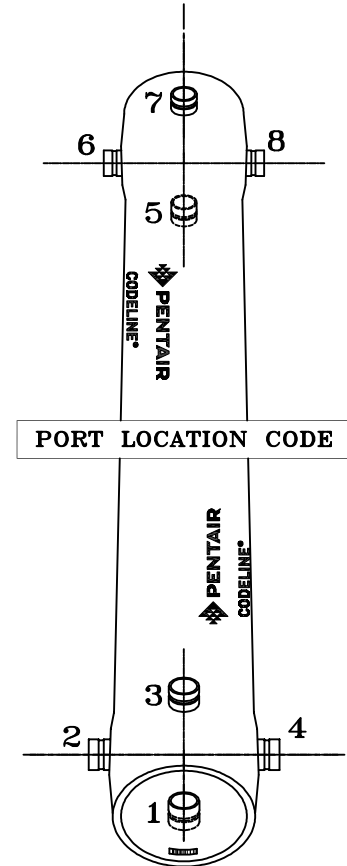 7
6 8
5
CODELINE®
PENTAIR
PORT LOCATION CODE
PENTAIR
CODELINE®
3
2 4
1